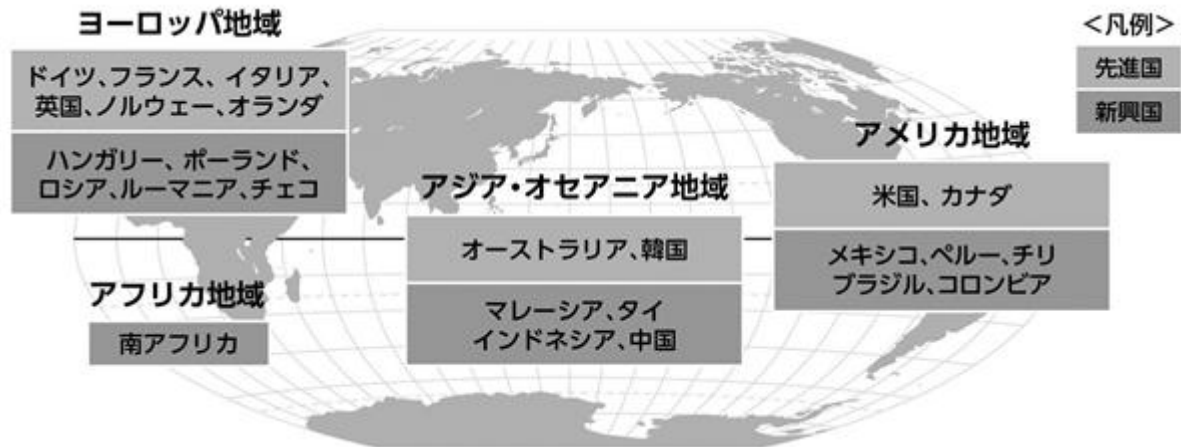 ヨーロッパ地域
ドイツ、フランス、イタリア、
英国、ノルウェー、オランダ
ハンガリー、ポーランド、
ロシア、ルーマニア、チェコ
アフリカ地域
南アフリカ
アジア・オセアニア地域
オーストラリア、韓国
マレーシア、タイ
インドネシア、中国
アメリカ地域
米国、カナダ
メキシコ、ペルー、チリ
ブラジル、コロンビア
<凡例>
先進国
新興国